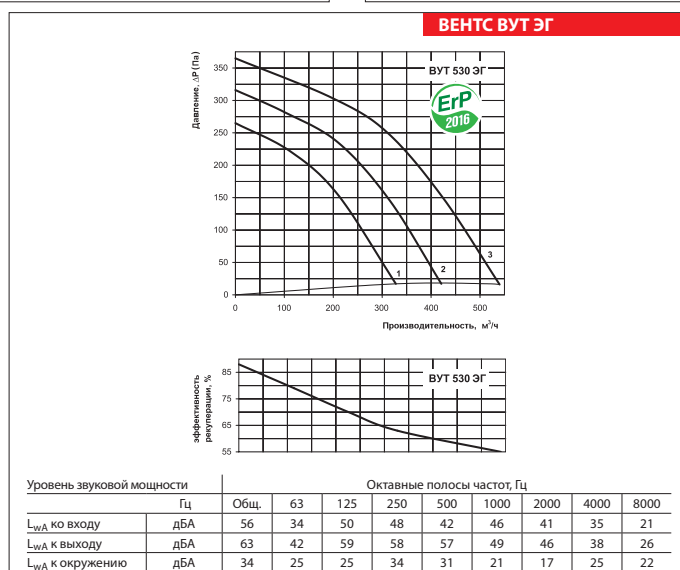 ВЕНТС ВУТ ЭГ
Давление, ΔP (Па)
350
300
250
200
150
100
50
0
ВУТ 530 ЭГ
ErP
2016
1
2
3
0 100 200 300 400 500
Производительность, м³/ч
эффективность
рекуперации, %
85
75
65
55
ВУТ 530 ЭГ
Уровень звуковой мощности Октавные полосы частот, Гц
Гц Общ. 63 125 250 500 1000 2000 4000 8000
LwA ко входу дБА 56 34 50 48 42 46 41 35 21
LwA к выходу дБА 63 42 59 58 57 49 46 38 26
LwA к окружению дБА 34 25 25 34 31 21 17 25 22